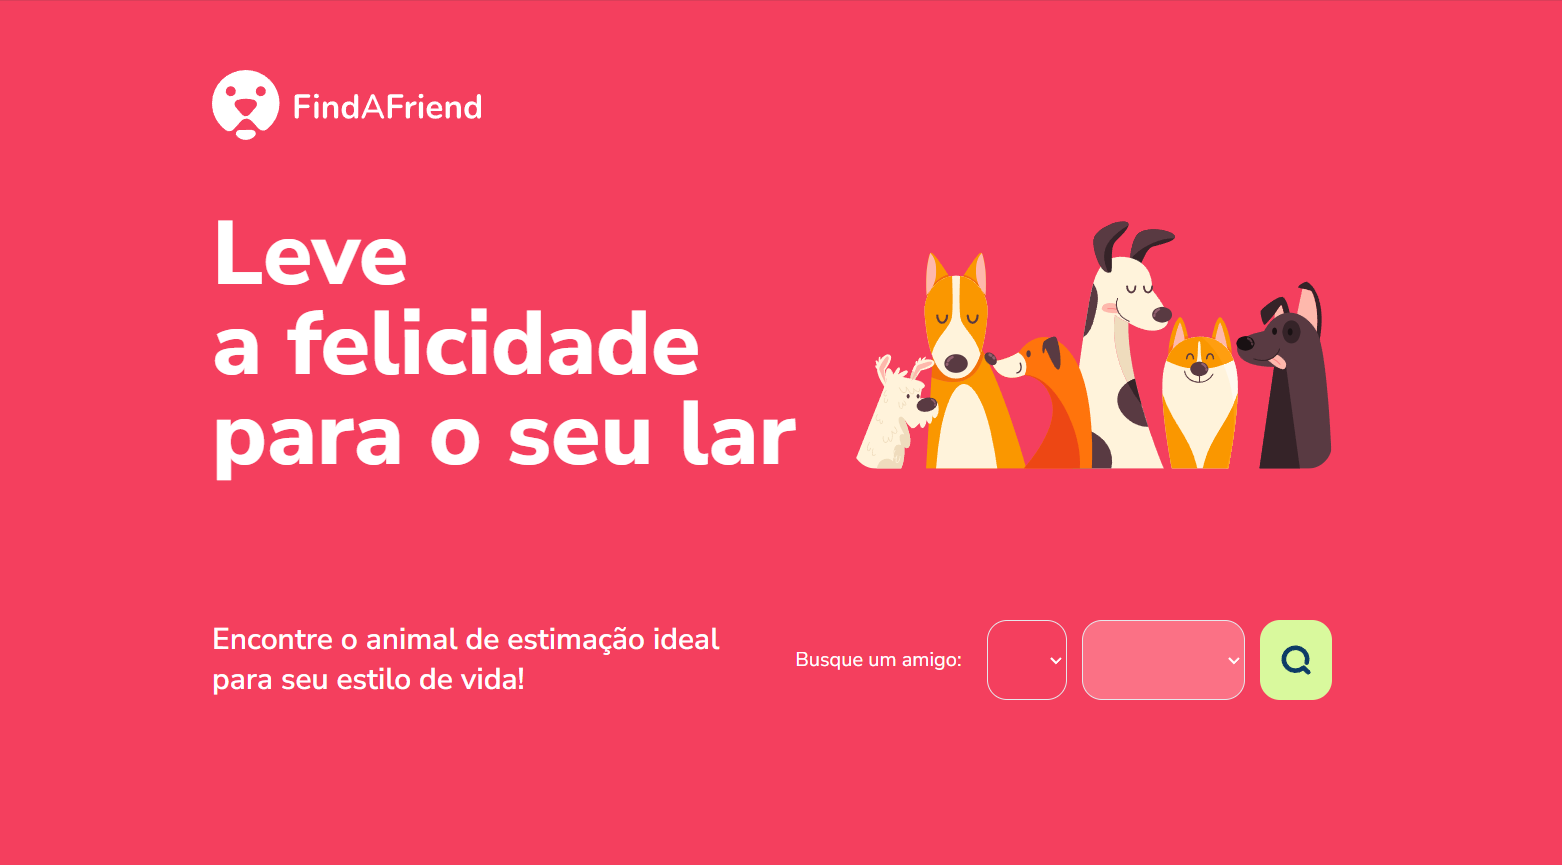 FindAFriend
Leve
a felicidade
para o seu lar
Encontre o animal de estimação ideal
para seu estilo de vida!
Busque um amigo: